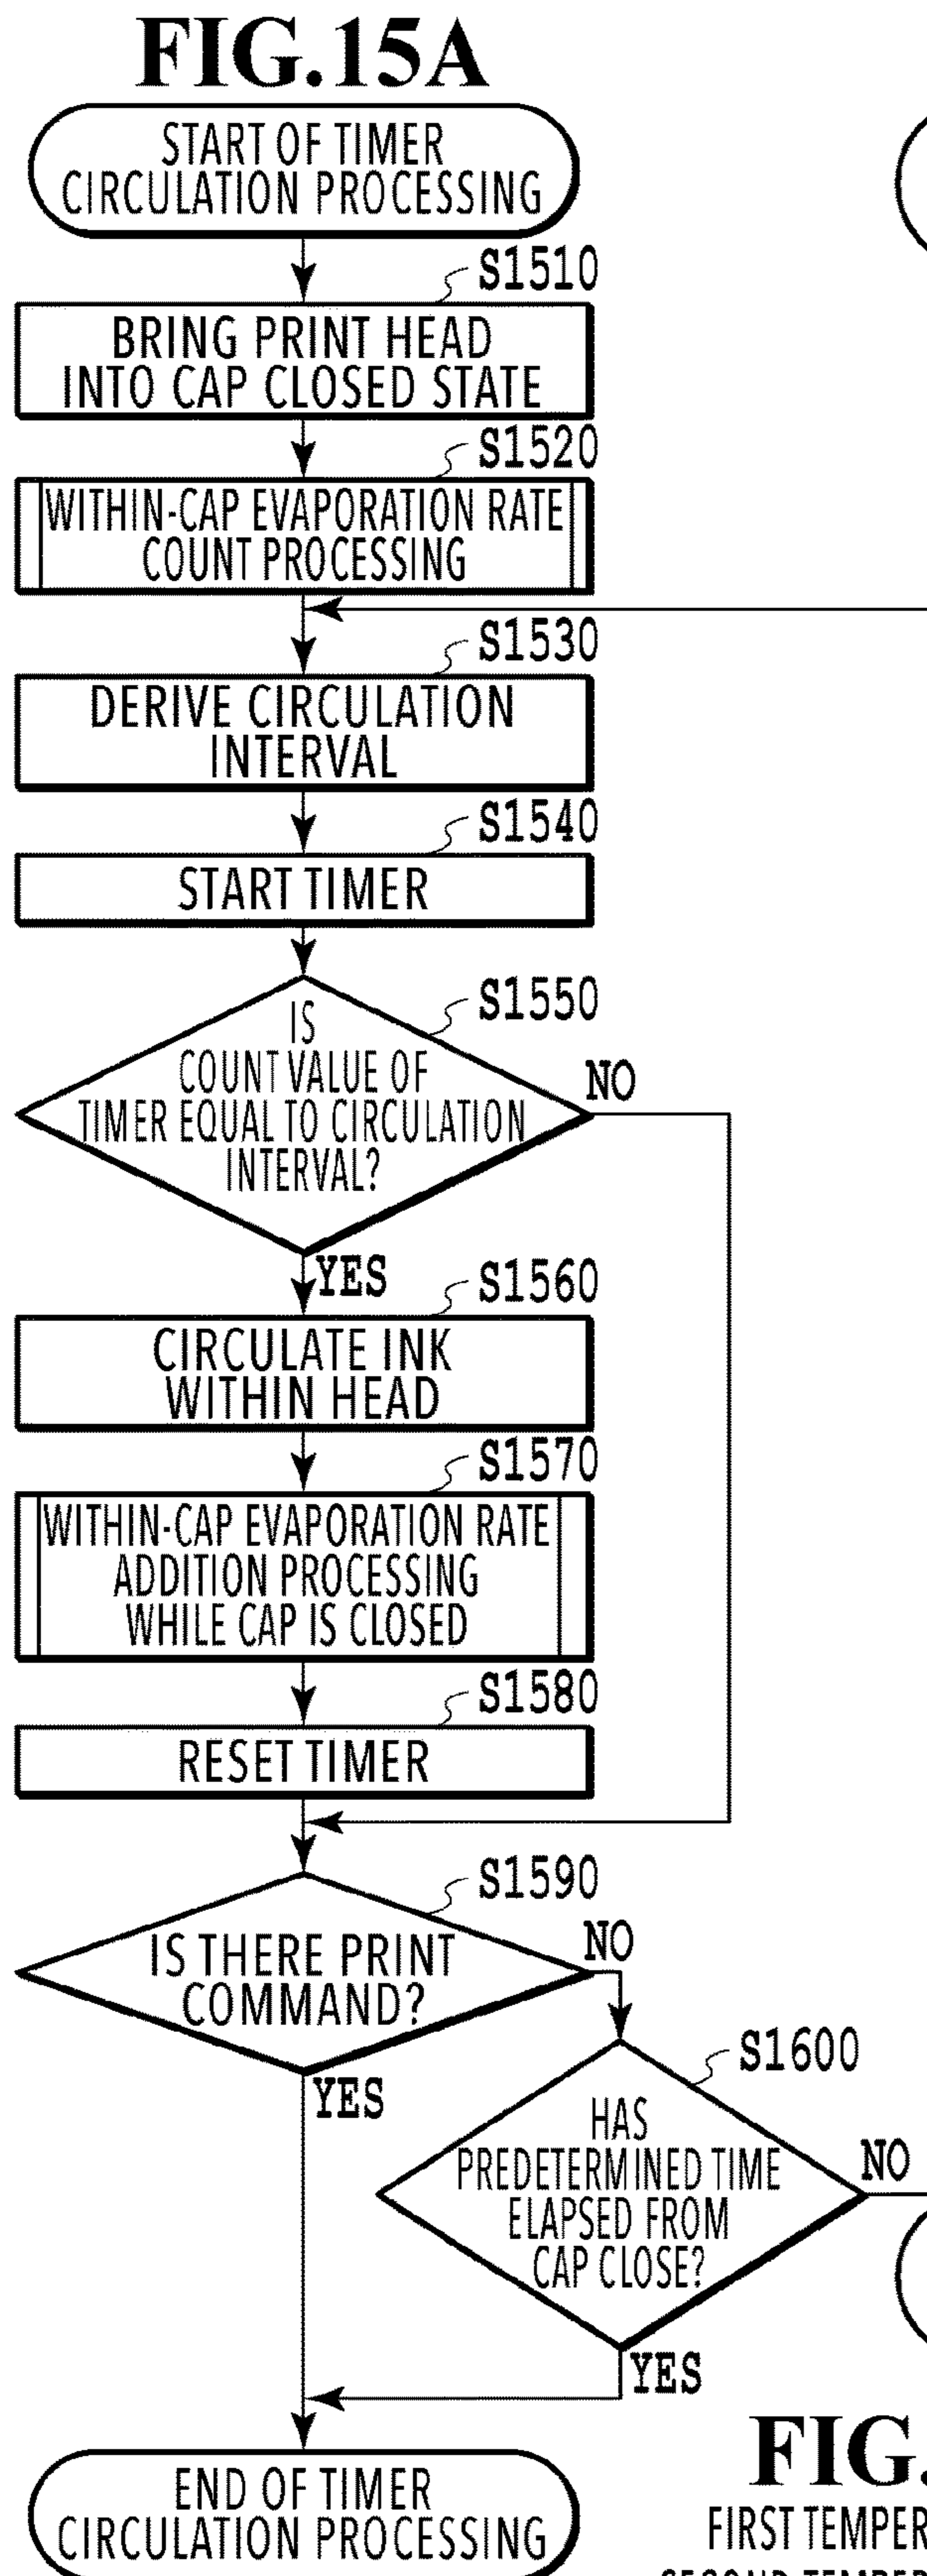 FIG.15A
START OF TIMER
CIRCULATION PROCESSING
S1510
BRING PRINT HEAD
INTO CAP CLOSED STATE
S1520
WITHIN-CAP EVAPORATION RATE
COUNT PROCESSING
S1530
DERIVE CIRCULATION
INTERVAL
S1540
START TIMER
S1550
IS
COUNT VALUE OF
TIMER EQUAL TO CIRCULATION
INTERVAL?
NO
YES
S1560
CIRCULATE INK
WITHIN HEAD
S1570
WITHIN-CAP EVAPORATION RATE
ADDITION PROCESSING
WHILE CAP IS CLOSED
S1580
RESET TIMER
S1590
IS THERE PRINT
COMMAND?
NO
YES
S1600
HAS
PREDETERMINED TIME
ELAPSED FROM
CAP CLOSE?
NO
YES
END OF TIMER
CIRCULATION PROCESSING
FIG.
FIRST TEMPER
SECOND TEMPER